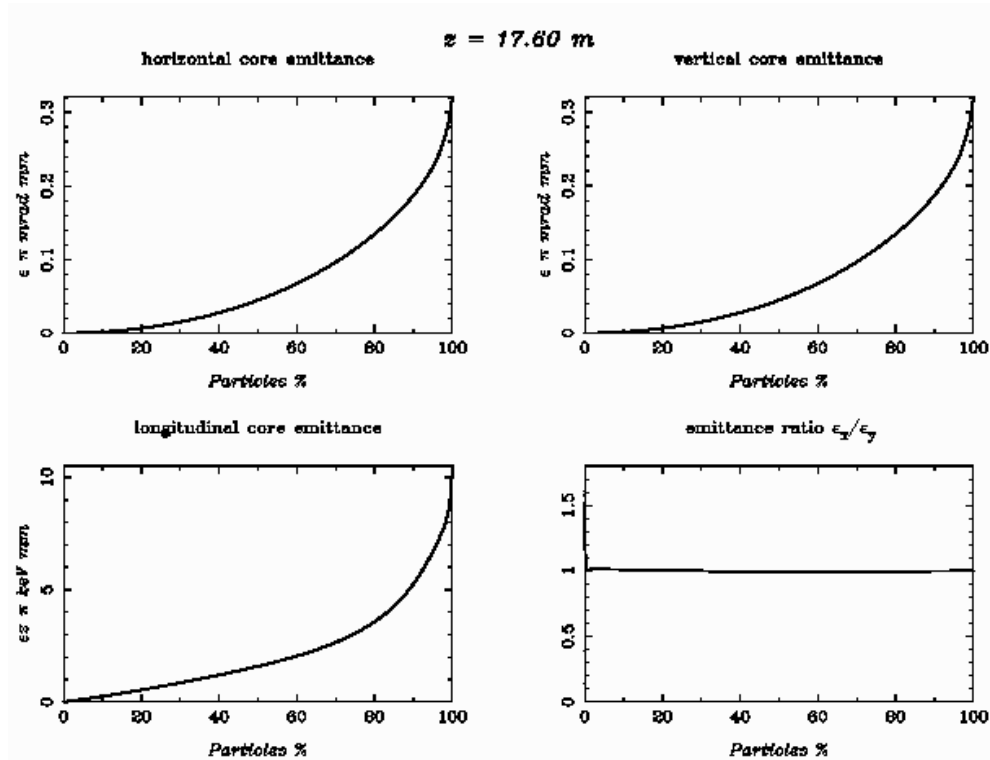 z = 17.60 m
horizontal core emittance
vertical core emittance
0.3
0.2
0.1
0
ε π mrad mm
0 20 40 60 80 100
Particles %
0.3
0.2
0.1
0
ε π mrad mm
0 20 40 60 80 100
Particles %
longitudinal core emittance
emittance ratio εx/εy
10
5
0
εz π keV mm
0 20 40 60 80 100
Particles %
1.5
1
0.5
0
0 20 40 60 80 100
Particles %